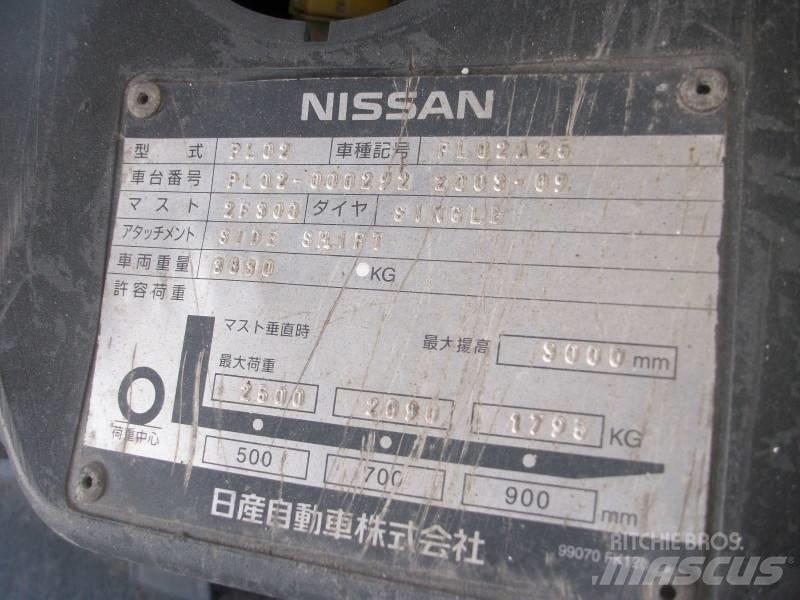 NISSAN
型式 PL02 車種記号 PL02A25
車台番号 PL02-000292 2003-09
マスト 2F300 ダイヤ SINGLE
アタッチメント SIDE SHIFT
車両重量 KG
許容荷重
マスト垂直時
最大揚高 3000 mm
最大荷重
2500 2090 1795 KG
荷重中心
500 700 900 mm
日産自動車株式会社
99070
RITCHIE BROS.
MASCUS